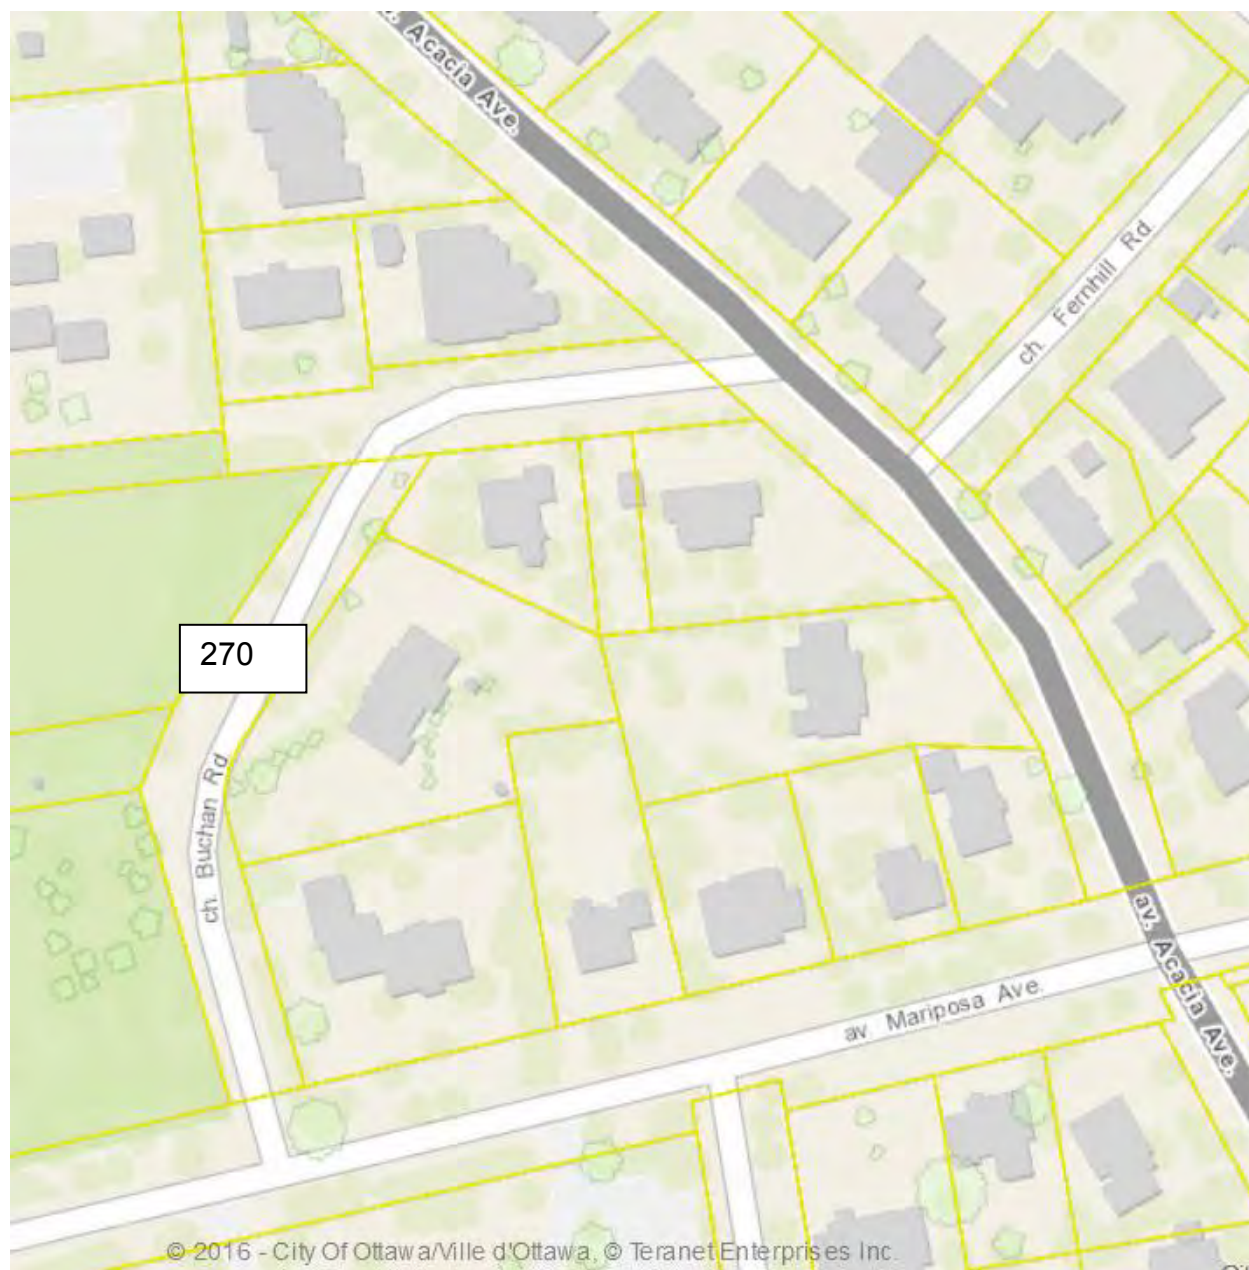 . Acacia Ave.
ch. Fernhill Rd
270
ch. Buchan Rd
av. Acacia Ave.
av. Mariposa Ave.
© 2016 - City Of Ottawa/Ville d'Ottawa, © Teranet Enterprises Inc.